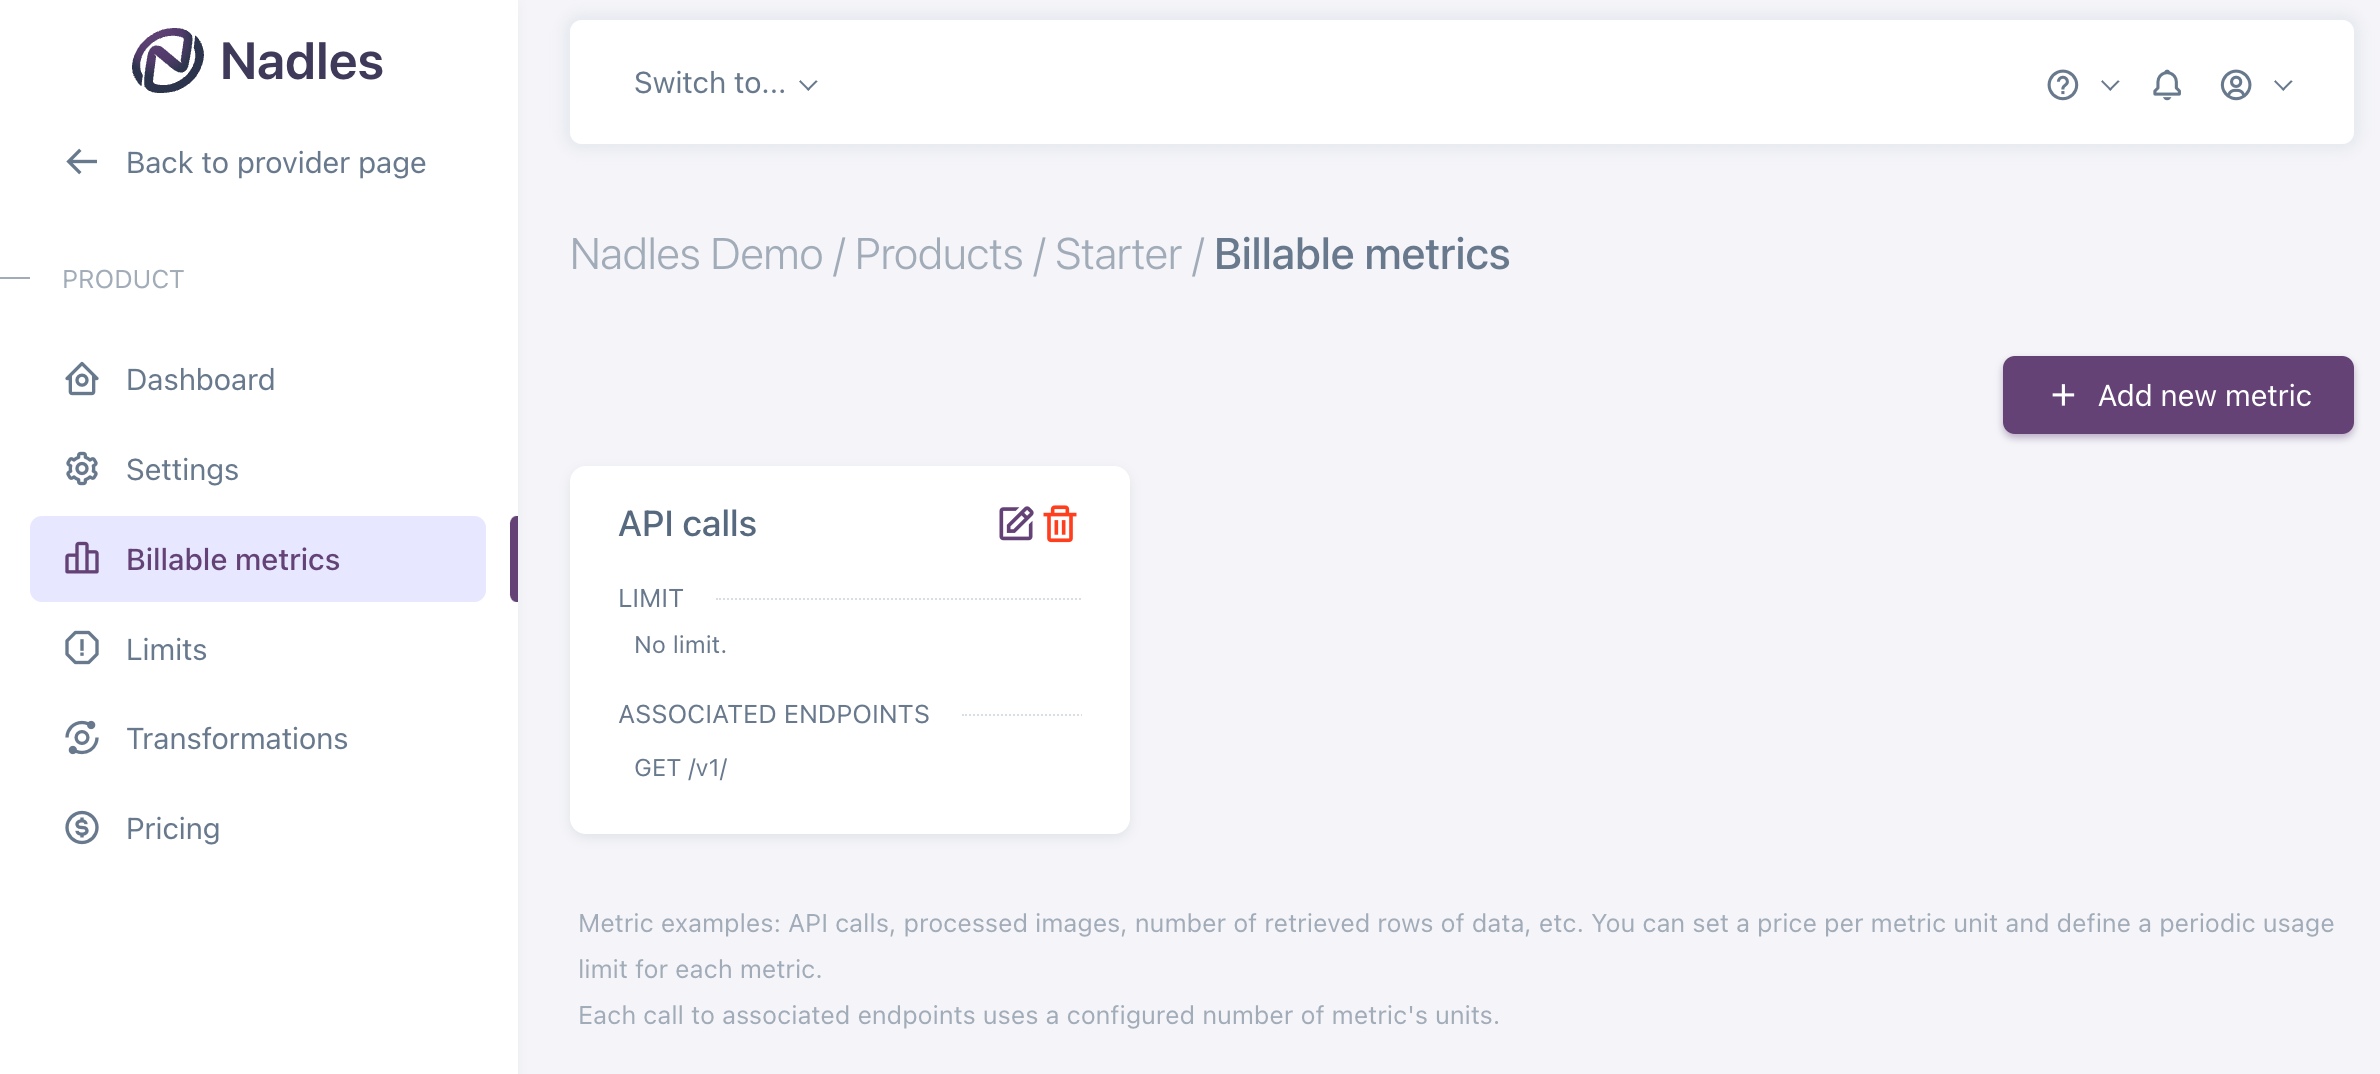 Nadles
Back to provider page
PRODUCT
Dashboard
Settings
Billable metrics
Limits
Transformations
Pricing
Switch to...
Nadles Demo / Products / Starter / Billable metrics
+ Add new metric
API calls
LIMIT
No limit.
ASSOCIATED ENDPOINTS
GET /v1/
Metric examples: API calls, processed images, number of retrieved rows of data, etc. You can set a price per metric unit and define a periodic usage
limit for each metric.
Each call to associated endpoints uses a configured number of metric's units.